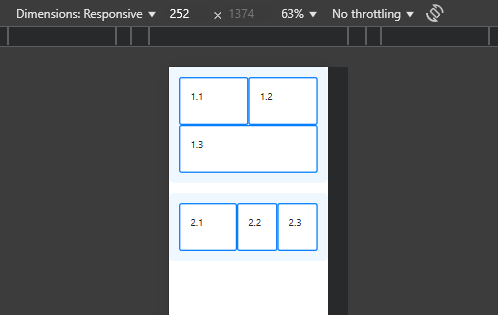 Dimensions: Responsive ▼ 252 × 1374 63% ▼ No throttling ▼
1.1 1.2
1.3
2.1 2.2 2.3